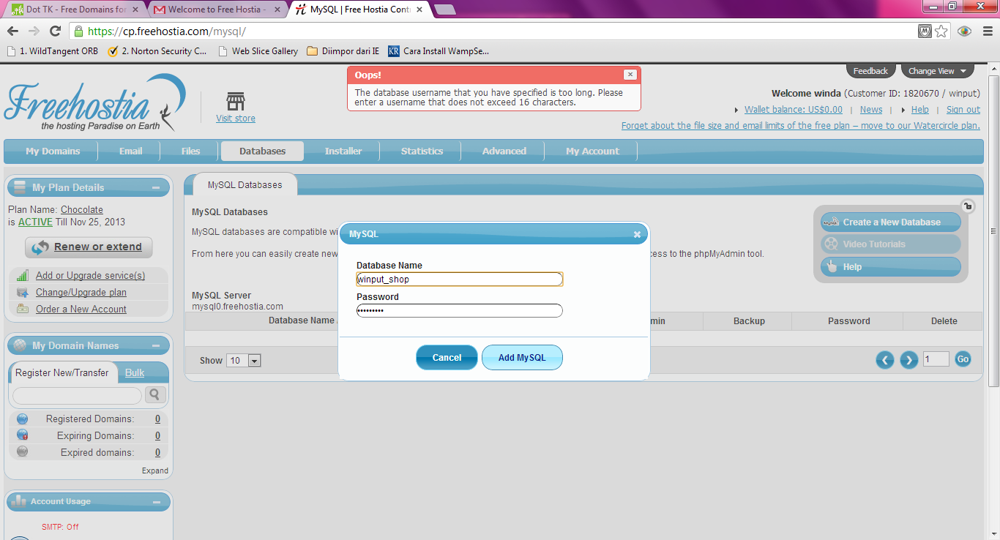 Dot TK - Free Domains for
Welcome to Free Hostia -
MySQL | Free Hostia Cont
https://cp.freehostia.com/mysql/
1. WildTangent ORB
2. Norton Security C...
Web Slice Gallery
Diimpor dari IE
KR Cara Install WampSe...
Freehostia
the hosting Paradise on Earth
Visit store
Oops!
The database username that you have specified is too long. Please
enter a username that does not exceed 16 characters.
Feedback
Change View
Welcome winda (Customer ID: 1820670 / winput)
Wallet balance: US$0.00 | News | Help | Sign out
Forget about the file size and email limits of the free plan – move to our Watercircle plan.
My Domains
Email
Files
Databases
Installer
Statistics
Advanced
My Account
My Plan Details
Plan Name: Chocolate
is ACTIVE Till Nov 25, 2013
Renew or extend
Add or Upgrade service(s)
Change/Upgrade plan
Order a New Account
My Domain Names
Register New/Transfer
Bulk
Registered Domains: 0
Expiring Domains: 0
Expired domains: 0
Expand
Account Usage
SMTP: Off
MySQL Databases
MySQL Databases
MySQL databases are compatible wi
From here you can easily create new
cess to the phpMyAdmin tool.
MySQL Server
mysql0.freehostia.com
Create a New Database
Video Tutorials
Help
Database Name
min
Backup
Password
Delete
Show 10
1
Go
MySQL
Database Name
winput_shop
Password
•••••••••
Cancel
Add MySQL